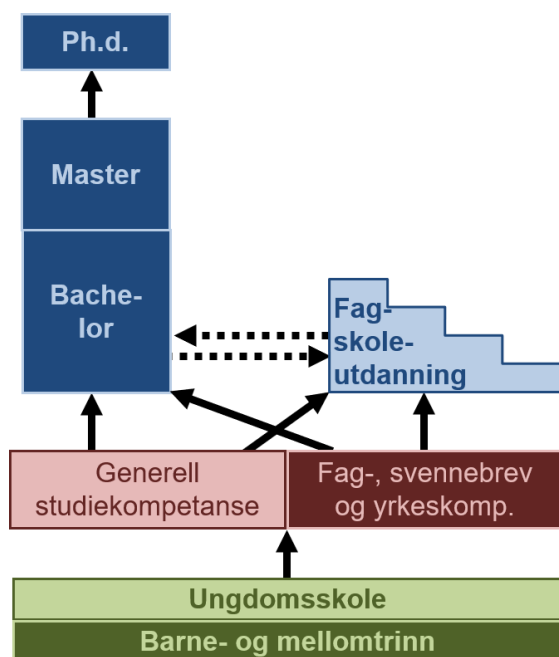 Ph.d.
Master
Bache-
lor
Fag-
skole-
utdanning
Generell
studiekompetanse
Fag-, svennebrev
og yrkeskomp.
Ungdomsskole
Barne- og mellomtrinn